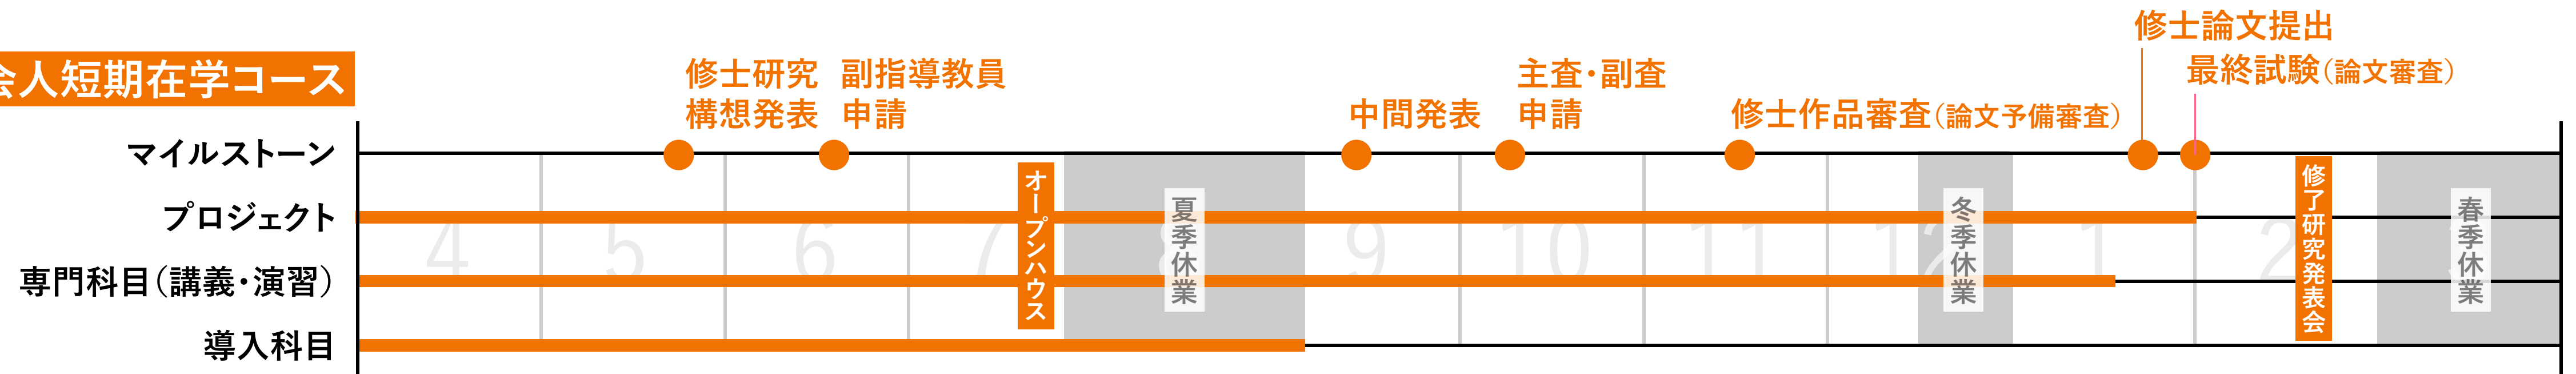 会人短期在学コース
修士論文提出
最終試験（論文審査）
修士研究
構想発表
副指導教員
申請
中間発表
主査・副査
申請
修士作品審査（論文予備審査）
マイルストーン
プロジェクト
専門科目（講義・演習）
導入科目
4
5
6
7
オープンハウス
8
夏季休業
9
10
11
12
冬季休業
1
2
修了研究発表会
春季休業